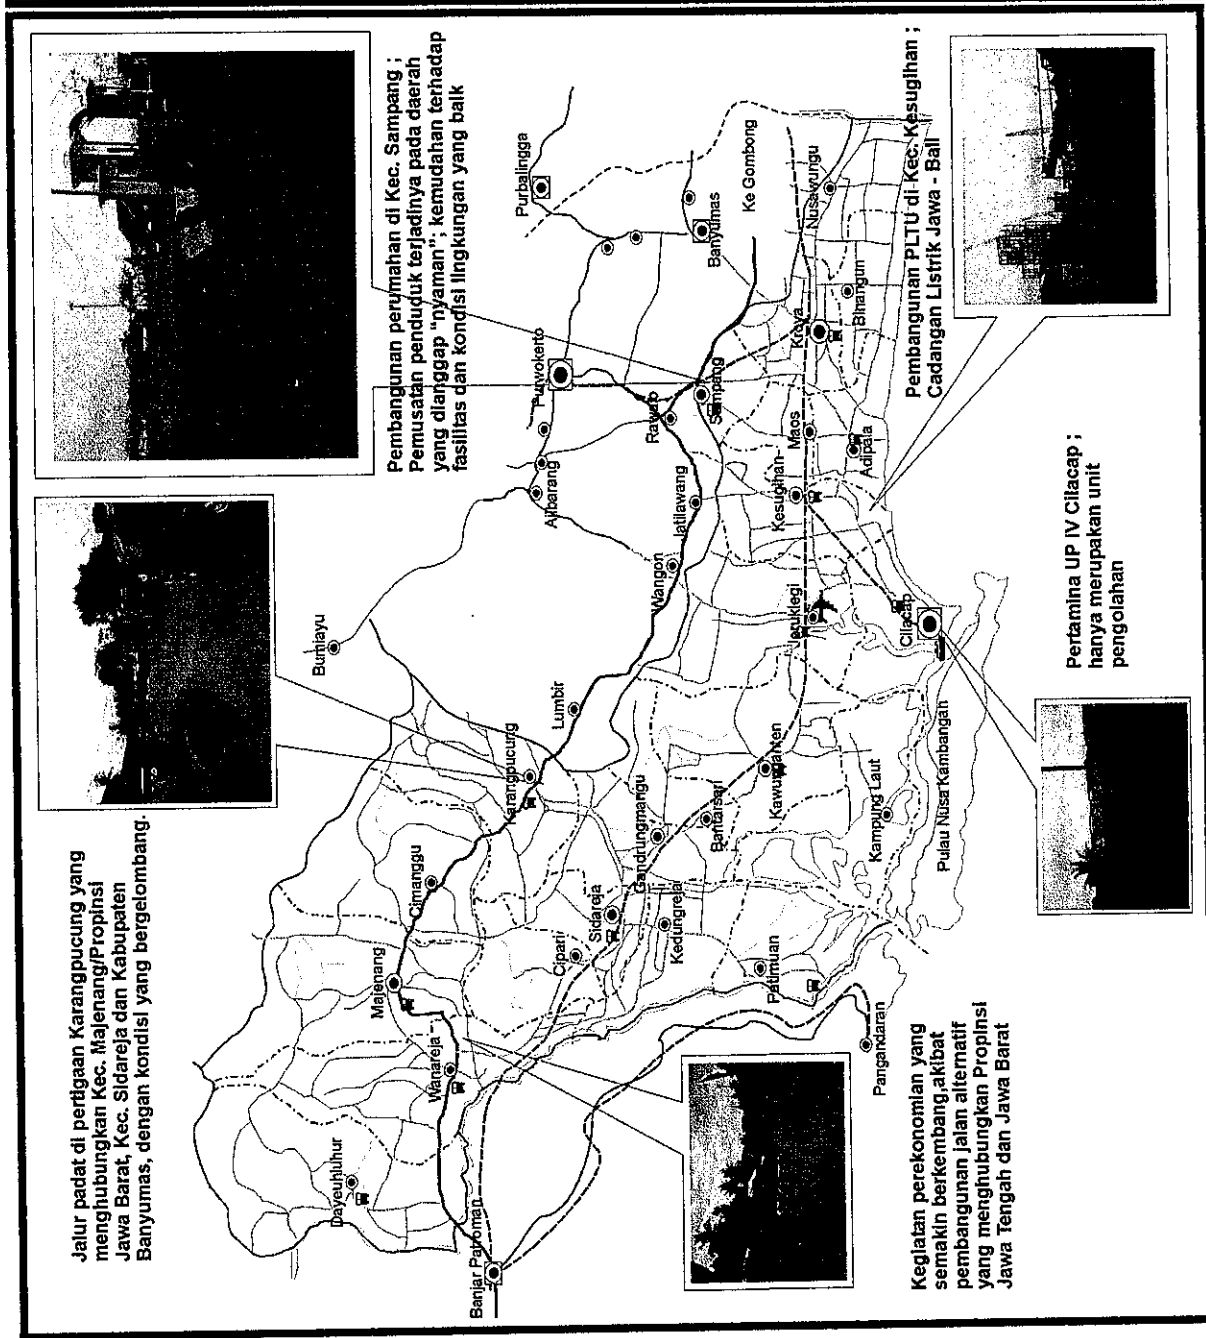 Jalur padat di pertigaan Karangpucung yang
menghubungkan Kec. Majenang/Propinsi
Jawa Barat, Kec. Sidareja dan Kabupaten
Banyumas, dengan kondisi yang bergelombang.
Pembangunan perumahan di Kec. Sampang ;
Pemusatan penduduk terjadinya pada daerah
yang dianggap "nyaman"; kemudahan terhadap
fasilitas dan kondisi lingkungan yang baik
Bumiayu
Purbalingga
Purwokerto
Ajibarang
Banyumas
Ke Gombong
Majenang
Cimanggu
Karangpucung
Lumbir
Wangon
Jatilawang
Rawalo
Sampang
Dayeuhluhur
Wanareja
Cipari
Sidareja
Gandrungmangu
Kedungreja
Bantarsari
Kawunganten
Jeruklegi
Kesugihan
Maos
Kroya
Nusawungu
Binangun
Adipala
Banjar Patroman
Patimuan
Pangandaran
Kampung Laut
Cilacap
Pulau Nusa Kambangan
Pembangunan PLTU di Kec. Kesugihan ;
Cadangan Listrik Jawa - Bali
Kegiatan perekonomian yang
semakin berkembang,akibat
pembangunan jalan alternatif
yang menghubungkan Propinsi
Jawa Tengah dan Jawa Barat
Pertamina UP IV Cilacap ;
hanya merupakan unit
pengolahan